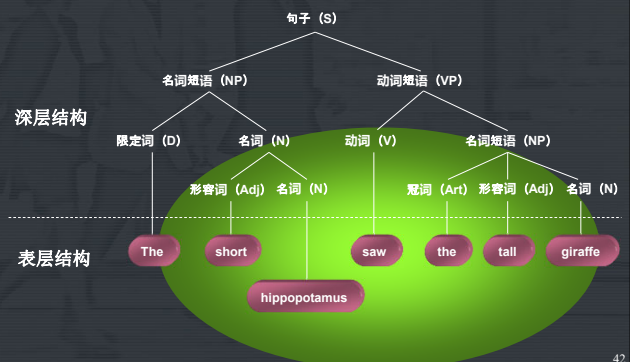 句子（S）
名词短语（NP） 动词短语（VP）
深层结构
限定词（D） 名词（N） 动词（V） 名词短语（NP）
形容词（Adj） 名词（N） 冠词（Art） 形容词（Adj） 名词（N）
表层结构
The short saw the tall giraffe
hippopotamus
42